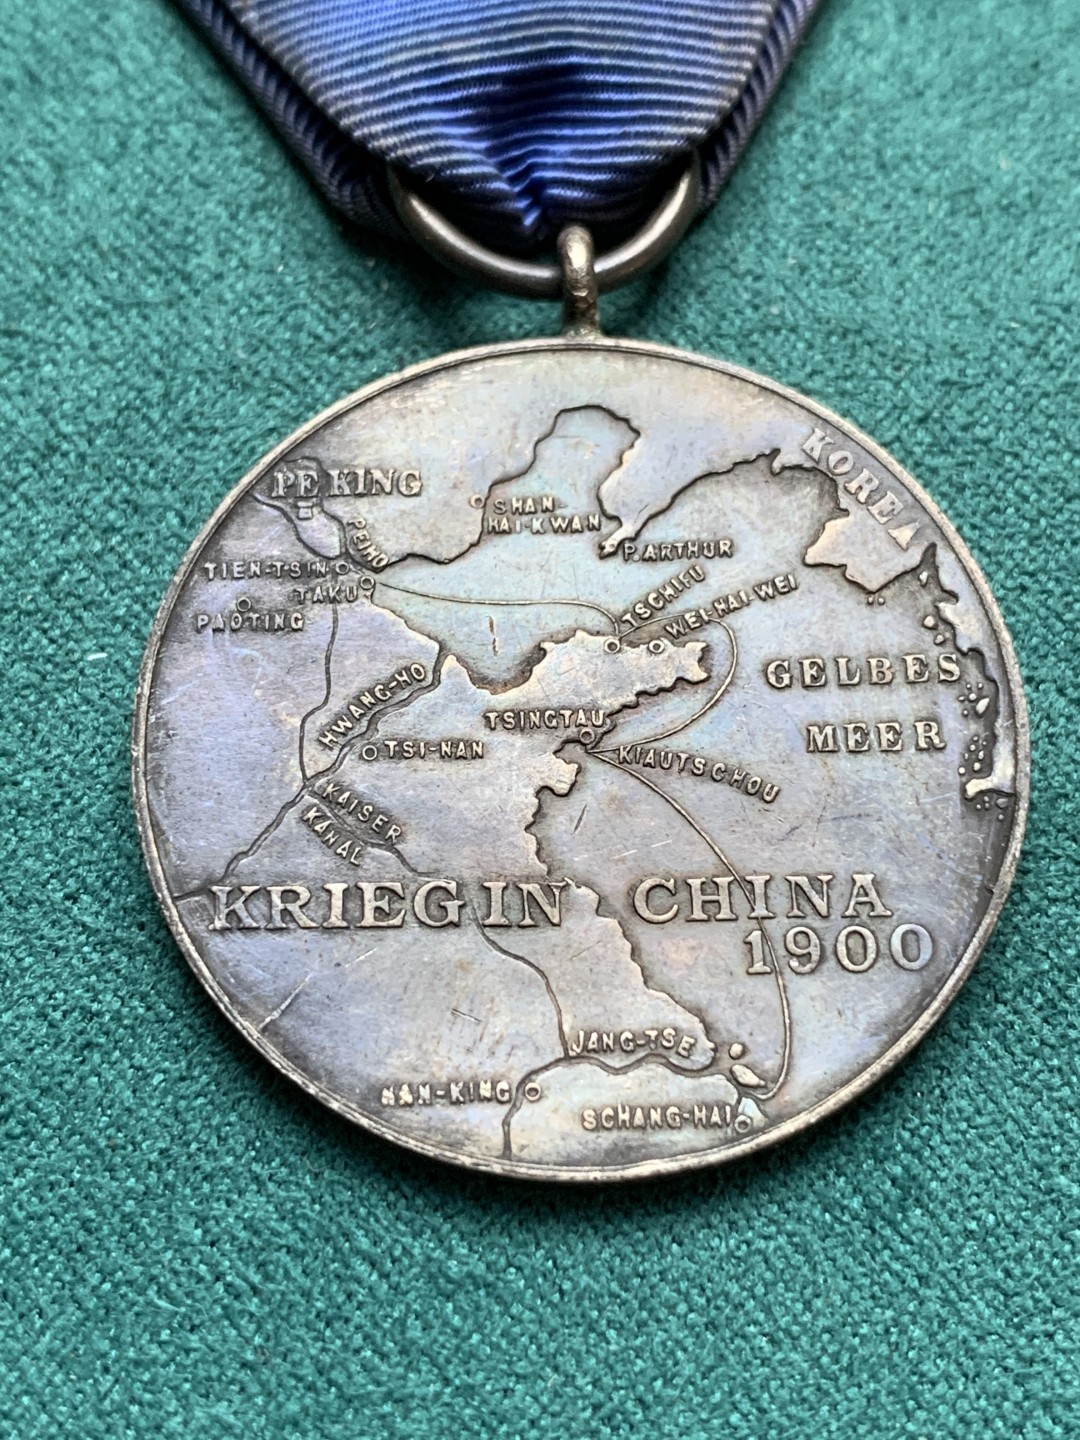 KOREA
PEKING
SHAN-
HAI-KWAN
PEIHO
P. ARTHUR
TIEN-TSIN
TAKU
TSCHIFU
WEI-HAI-WEI
PAOTING
GELBES
MEER
HWANG-HO
TSINGTAU
TSI-NAN
KIAUTSCHOU
KAISER
KANAL
KRIEG IN CHINA
1900
JANG-TSE
NAN-KING
SCHANG-HAI